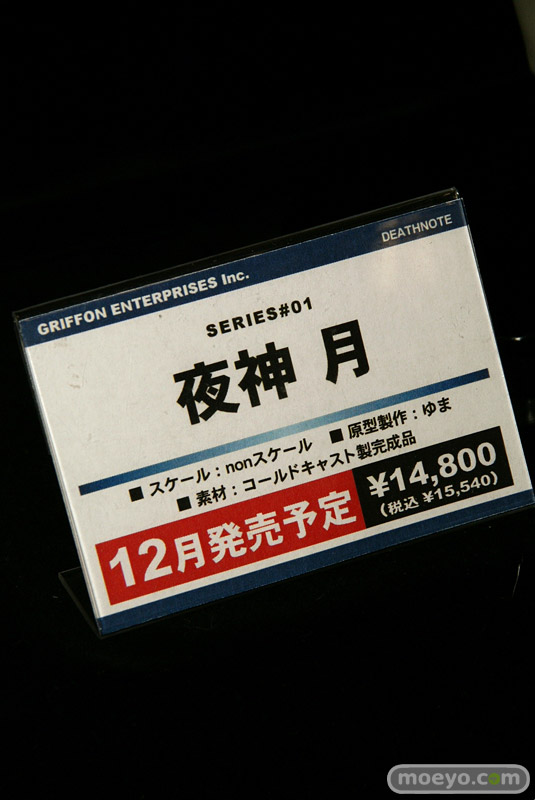 DEATHNOTE
GRIFFON ENTERPRISES Inc.
SERIES#01
夜神 月
■ スケール：nonスケール ■ 原型製作：ゆま
■ 素材：コールドキャスト製完成品
12月発売予定
¥14,800
（税込 ¥15,540）
moeyo.com